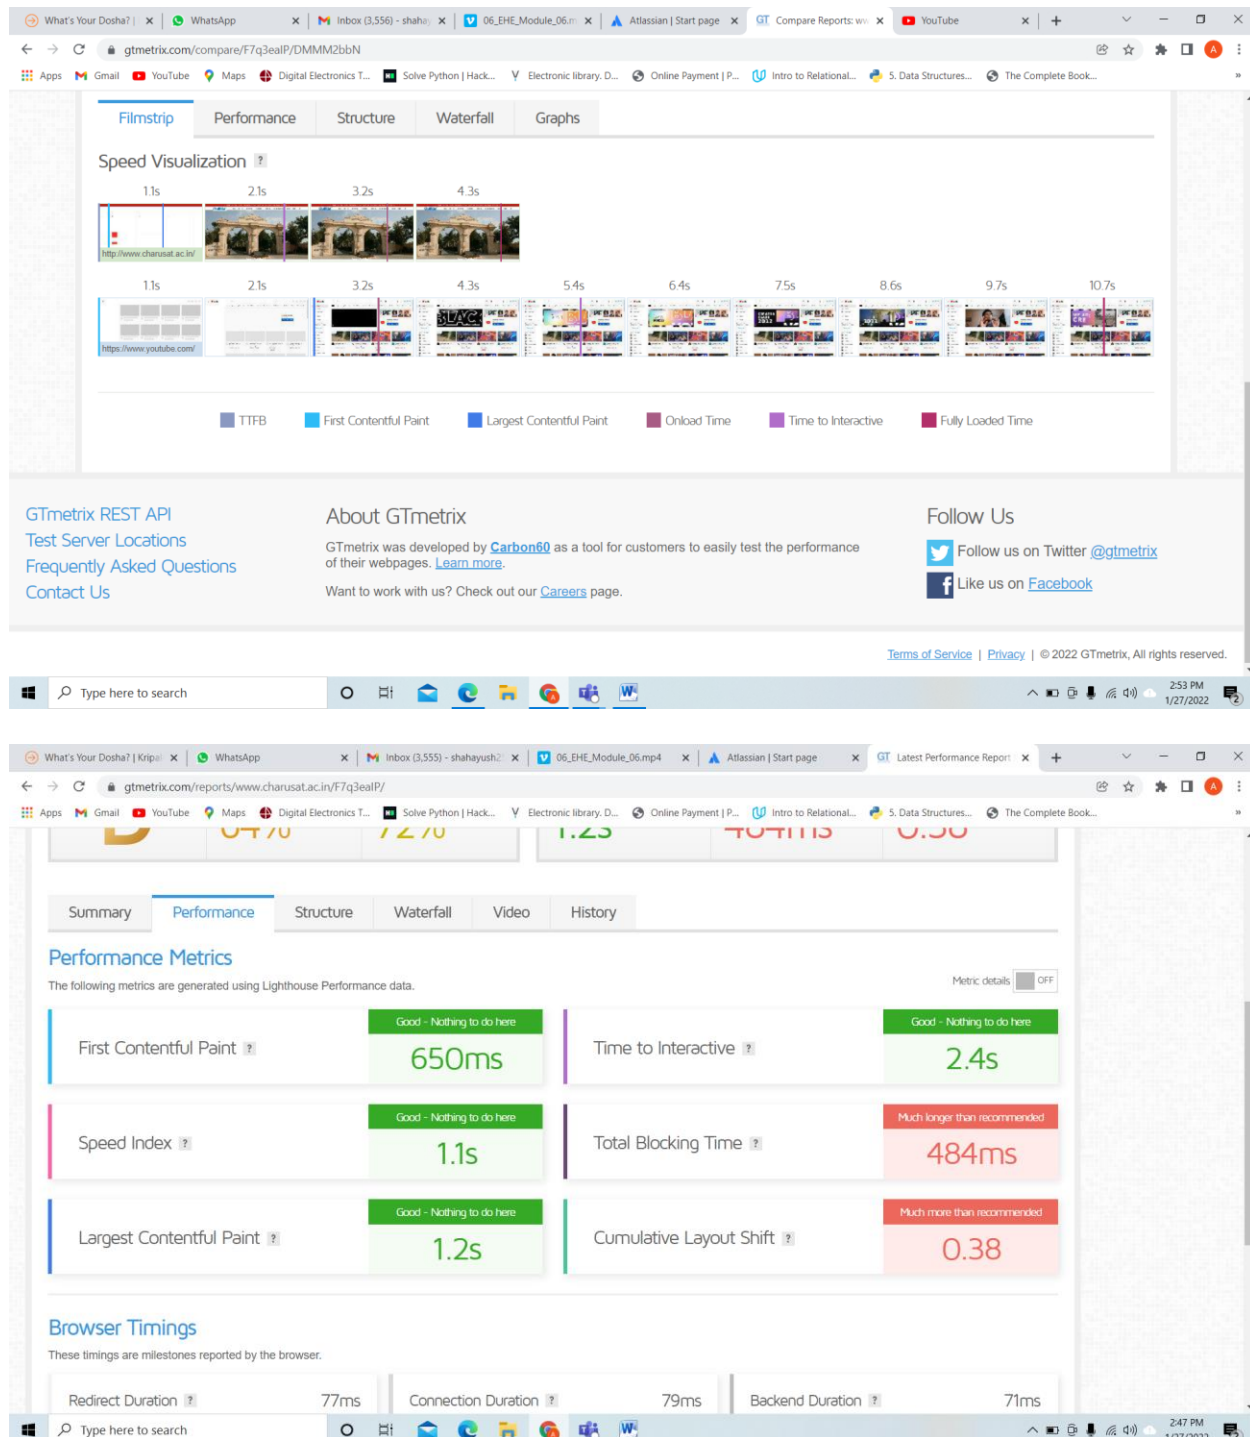 What's Your Dosha? | WhatsApp Inbox (3,556) - shahay 06_EHE_Module_06.m Atlassian | Start page GT Compare Reports: ww YouTube
gtmetrix.com/compare/F7q3ealP/DMMM2bbN
Apps Gmail YouTube Maps Digital Electronics T... Solve Python | Hack... Electronic library. D... Online Payment | P... Intro to Relational... 5. Data Structures... The Complete Book... »
Filmstrip Performance Structure Waterfall Graphs
Speed Visualization ?
1.1s 2.1s 3.2s 4.3s
http://www.charusat.ac.in/
1.1s 2.1s 3.2s 4.3s 5.4s 6.4s 7.5s 8.6s 9.7s 10.7s
https://www.youtube.com/
TTFB First Contentful Paint Largest Contentful Paint Onload Time Time to Interactive Fully Loaded Time
GTmetrix REST API
Test Server Locations
Frequently Asked Questions
Contact Us
About GTmetrix
GTmetrix was developed by Carbon60 as a tool for customers to easily test the performance
of their webpages. Learn more.
Want to work with us? Check out our Careers page.
Follow Us
Follow us on Twitter @gtmetrix
Like us on Facebook
Terms of Service | Privacy | © 2022 GTmetrix, All rights reserved.
Type here to search
2:53 PM
1/27/2022
What's Your Dosha? | Kripal WhatsApp Inbox (3,555) - shahayush2 06_EHE_Module_06.mp4 Atlassian | Start page GT Latest Performance Report
gtmetrix.com/reports/www.charusat.ac.in/F7q3ealP/
Apps Gmail YouTube Maps Digital Electronics T... Solve Python | Hack... Electronic library. D... Online Payment | P... Intro to Relational... 5. Data Structures... The Complete Book... »
72% 1.2s 484ms 0.38
Summary Performance Structure Waterfall Video History
Performance Metrics
The following metrics are generated using Lighthouse Performance data.
Metric details OFF
First Contentful Paint ? Good - Nothing to do here 650ms
Time to Interactive ? Good - Nothing to do here 2.4s
Speed Index ? Good - Nothing to do here 1.1s
Total Blocking Time ? Much longer than recommended 484ms
Largest Contentful Paint ? Good - Nothing to do here 1.2s
Cumulative Layout Shift ? Much more than recommended 0.38
Browser Timings
These timings are milestones reported by the browser.
Redirect Duration ? 77ms Connection Duration ? 79ms Backend Duration ? 71ms
Type here to search
2:47 PM
1/27/2022